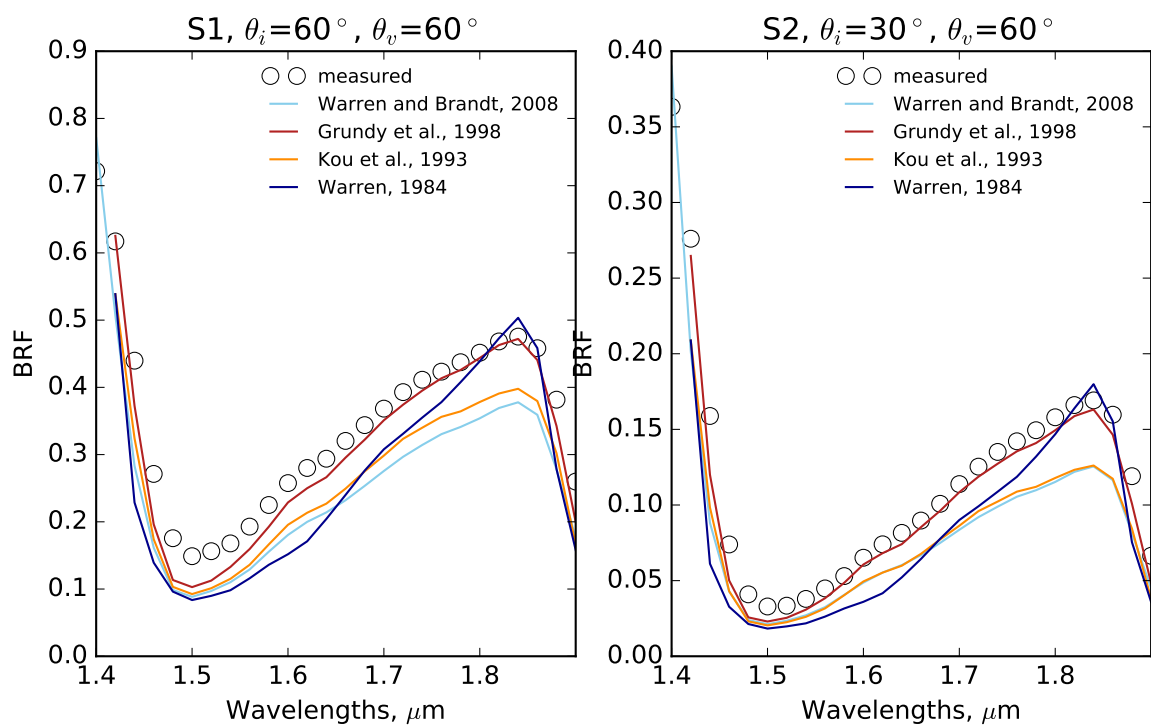 S1, θi=60°, θv=60°
0.9
0.8
0.7
0.6
0.5
0.4
0.3
0.2
0.1
0.0
BRF
measured
Warren and Brandt, 2008
Grundy et al., 1998
Kou et al., 1993
Warren, 1984
1.4 1.5 1.6 1.7 1.8
Wavelengths, μm
S2, θi=30°, θv=60°
0.40
0.35
0.30
0.25
0.20
0.15
0.10
0.05
0.00
BRF
measured
Warren and Brandt, 2008
Grundy et al., 1998
Kou et al., 1993
Warren, 1984
1.4 1.5 1.6 1.7 1.8
Wavelengths, μm